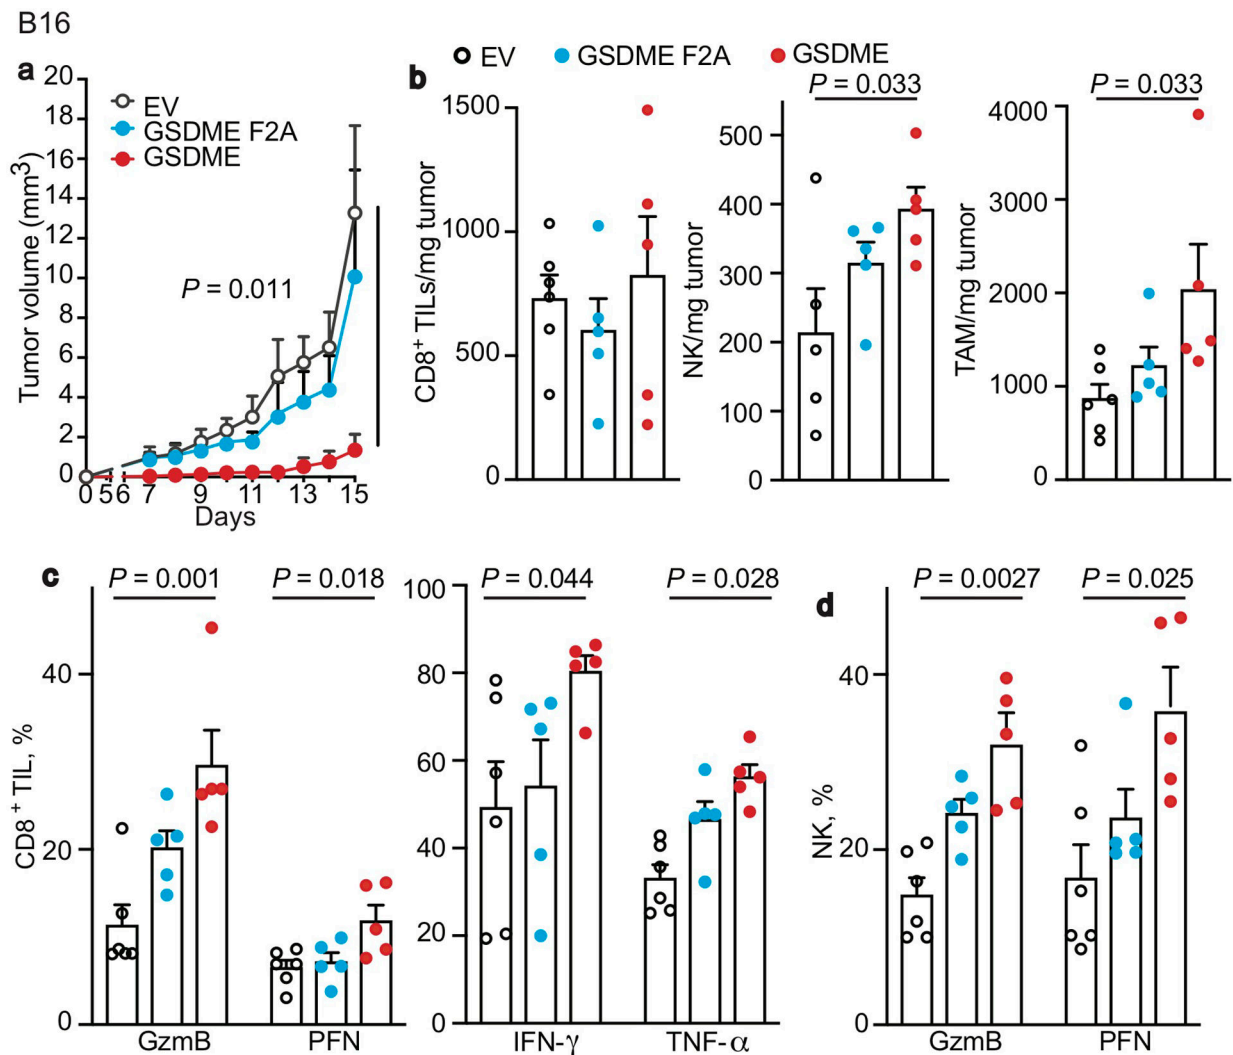 B16
a
20
18
16
14
12
10
8
6
4
2
0
Tumor volume (mm3)
EV
GSDME F2A
GSDME
P = 0.011
0 5 6 7 9 11 13 15
Days
EV GSDME F2A GSDME
b
1500
1000
500
0
CD8+ TILs/mg tumor
P = 0.033
500
400
300
200
100
0
NK/mg tumor
P = 0.033
4000
3000
2000
1000
0
TAM/mg tumor
c
P = 0.001 P = 0.018
40
20
0
CD8+ TIL, %
GzmB PFN
P = 0.044 P = 0.028
100
80
60
40
20
0
IFN-γ TNF-α
d
P = 0.0027 P = 0.025
40
20
0
NK, %
GzmB PFN